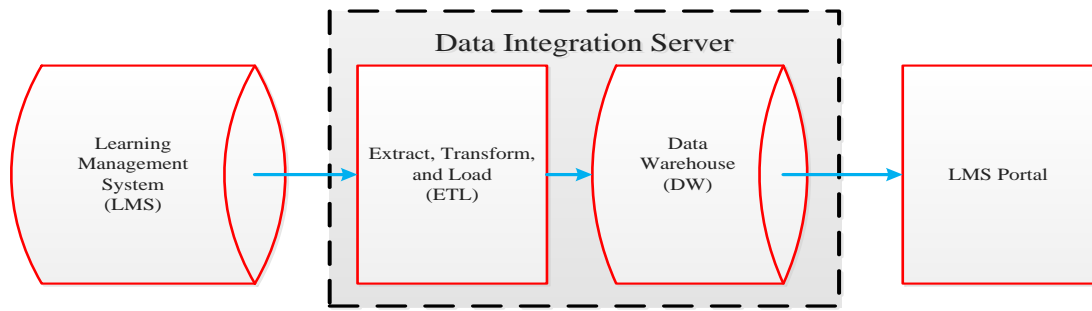 Data Integration Server
Learning
Management
System
(LMS)
Extract, Transform,
and Load
(ETL)
Data
Warehouse
(DW)
LMS Portal